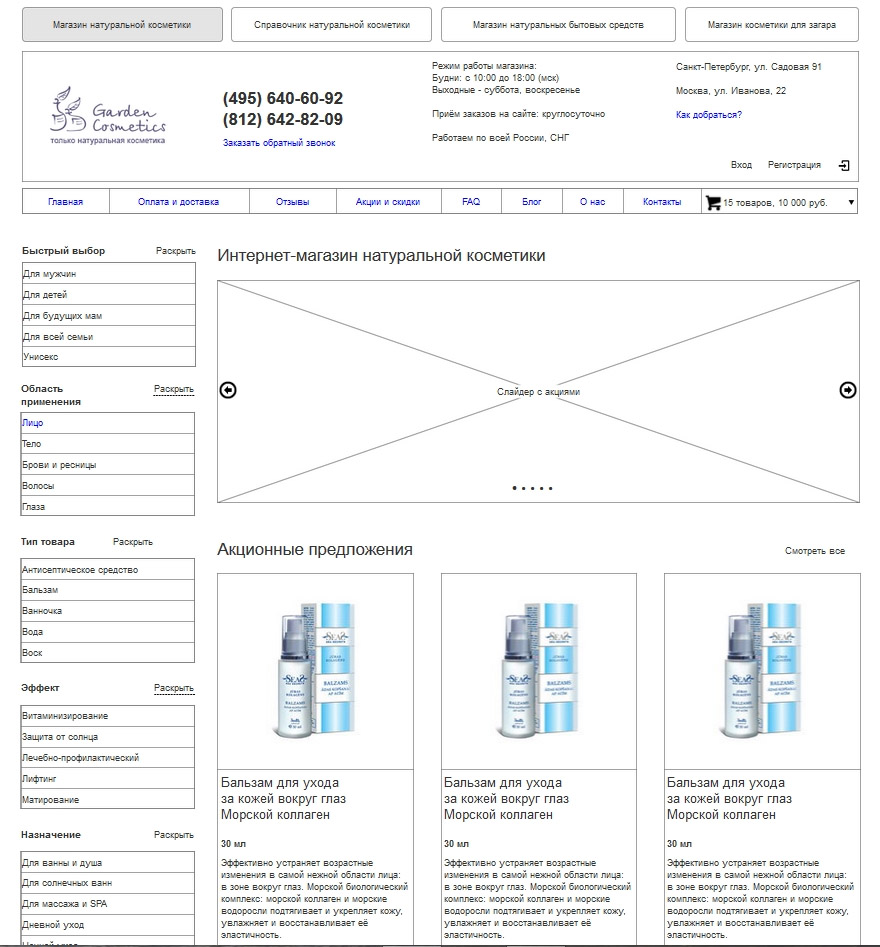 Магазин натуральной косметики
Справочник натуральной косметики
Магазин натуральных бытовых средств
Магазин косметики для загара
Garden
Cosmetics
только натуральная косметика
(495) 640-60-92
(812) 642-82-09
Заказать обратный звонок
Режим работы магазина:
Будни: с 10:00 до 18:00 (мск)
Выходные - суббота, воскресенье
Приём заказов на сайте: круглосуточно
Работаем по всей России, СНГ
Санкт-Петербург, ул. Садовая 91
Москва, ул. Иванова, 22
Как добраться?
Вход
Регистрация
Главная
Оплата и доставка
Отзывы
Акции и скидки
FAQ
Блог
О нас
Контакты
15 товаров, 10 000 руб.
Быстрый выбор
Раскрыть
Для мужчин
Для детей
Для будущих мам
Для всей семьи
Унисекс
Область
применения
Раскрыть
Лицо
Тело
Брови и ресницы
Волосы
Глаза
Тип товара
Раскрыть
Антисептическое средство
Бальзам
Ванночка
Вода
Воск
Эффект
Раскрыть
Витаминизирование
Защита от солнца
Лечебно-профилактический
Лифтинг
Матирование
Назначение
Раскрыть
Для ванны и душа
Для солнечных ванн
Для массажа и SPA
Дневной уход
Интернет-магазин натуральной косметики
Слайдер с акциями
Акционные предложения
Смотреть все
Бальзам для ухода
за кожей вокруг глаз
Морской коллаген
30 мл
Эффективно устраняет возрастные
изменения в самой нежной области лица:
в зоне вокруг глаз. Морской биологический
комплекс: морской коллаген и морские
водоросли подтягивает и укрепляет кожу,
увлажняет и восстанавливает её
эластичность.
Бальзам для ухода
за кожей вокруг глаз
Морской коллаген
30 мл
Эффективно устраняет возрастные
изменения в самой нежной области лица:
в зоне вокруг глаз. Морской биологический
комплекс: морской коллаген и морские
водоросли подтягивает и укрепляет кожу,
увлажняет и восстанавливает её
эластичность.
Бальзам для ухода
за кожей вокруг глаз
Морской коллаген
30 мл
Эффективно устраняет возрастные
изменения в самой нежной области лица:
в зоне вокруг глаз. Морской биологический
комплекс: морской коллаген и морские
водоросли подтягивает и укрепляет кожу,
увлажняет и восстанавливает её
эластичность.